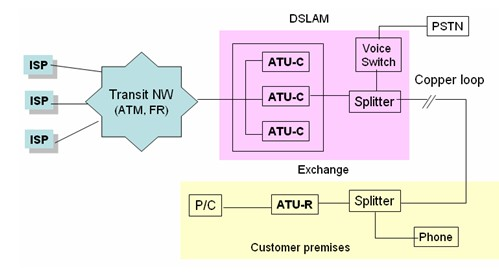 DSLAM
PSTN
Voice
Switch
ISP
ATU-C
Copper loop
Transit NW
(ATM, FR)
ISP
ATU-C
Splitter
ISP
ATU-C
Exchange
P/C
ATU-R
Splitter
Phone
Customer premises